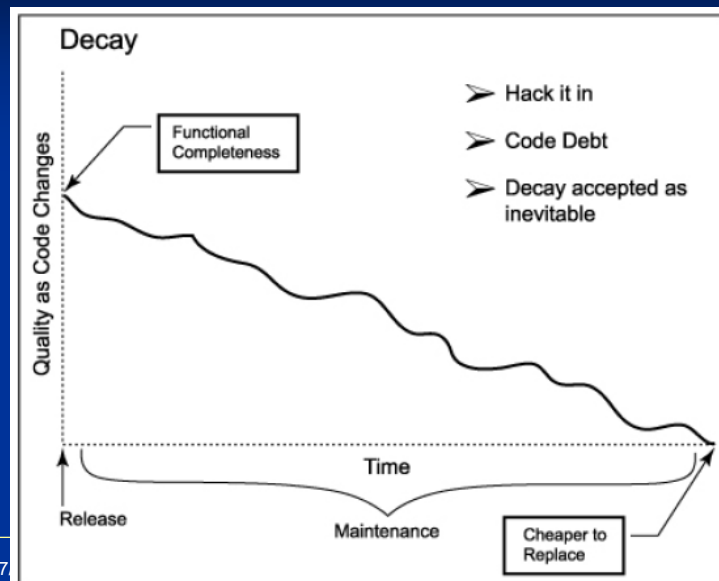 Decay
Hack it in
Code Debt
Decay accepted as
inevitable
Functional
Completeness
Quality as Code Changes
Time
Release
Maintenance
Cheaper to
Replace